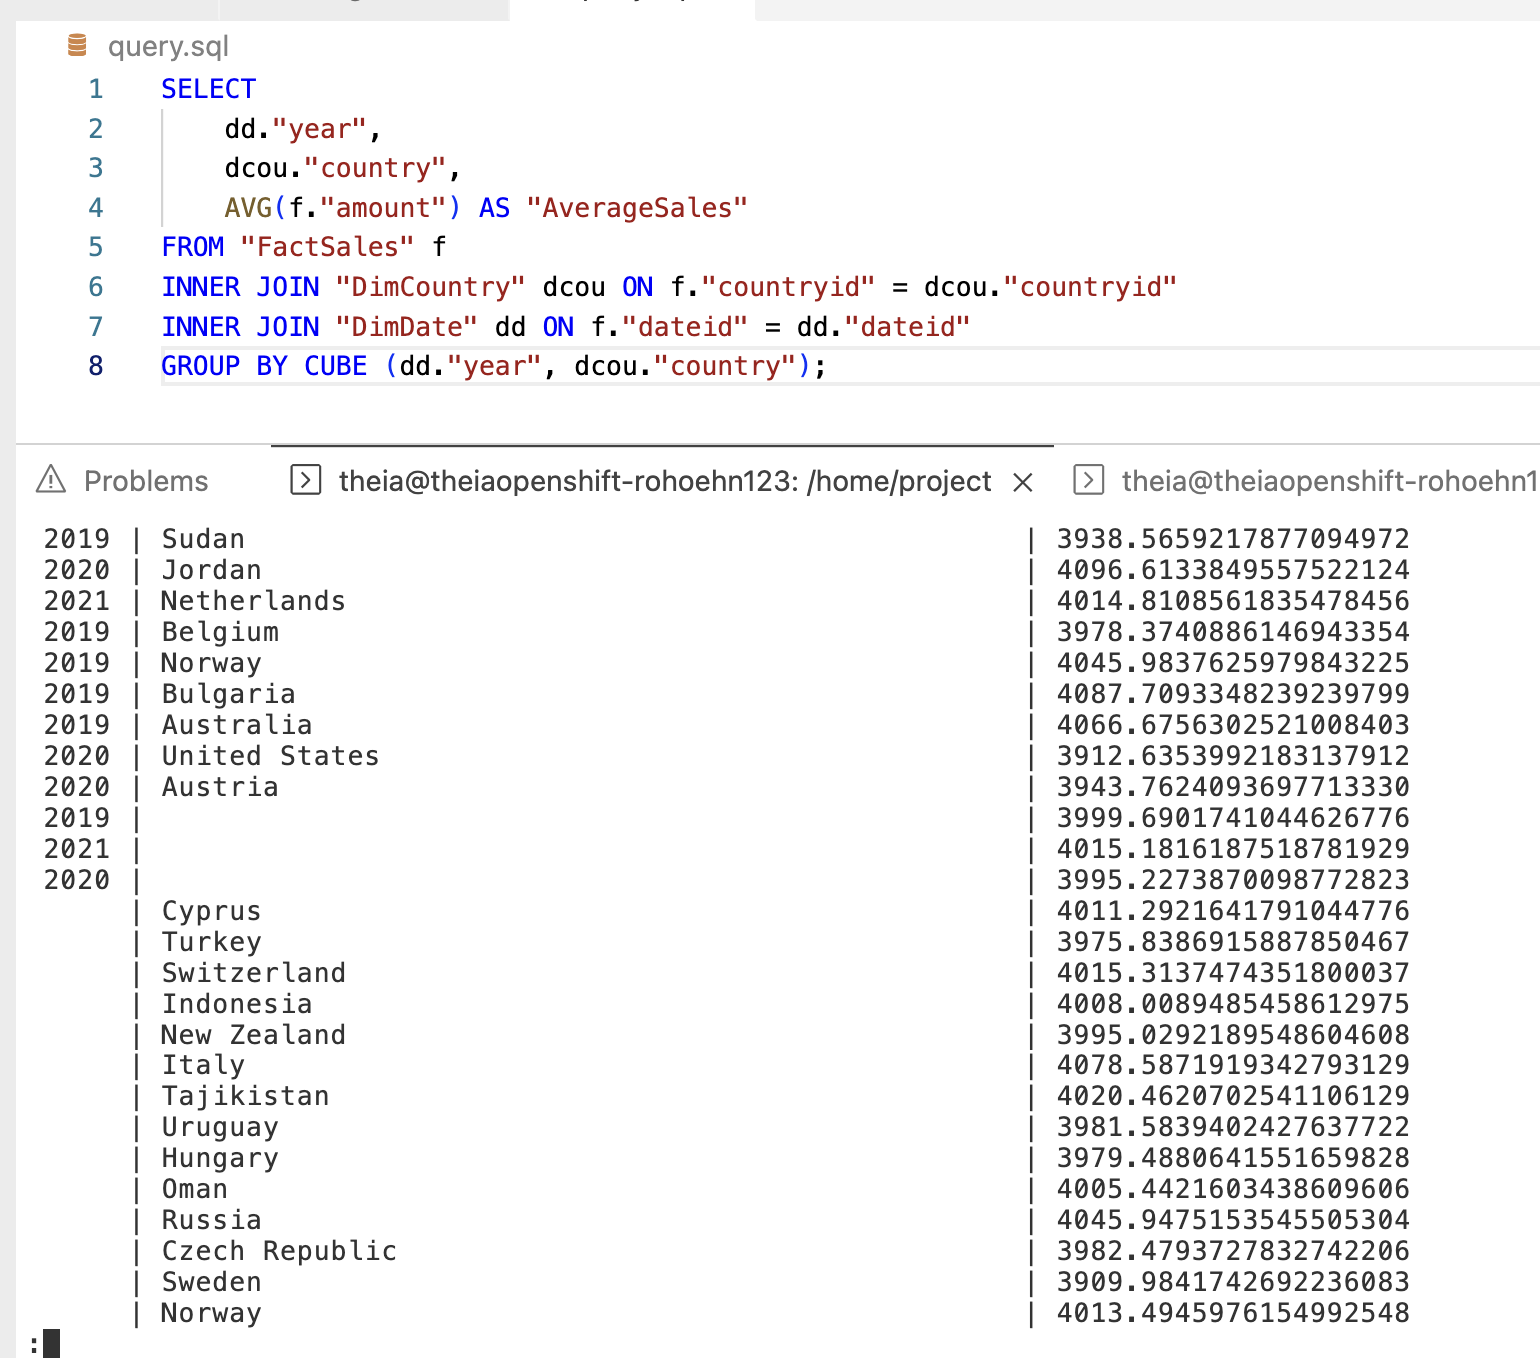 query.sql
1 SELECT
2 dd."year",
3 dcou."country",
4 AVG(f."amount") AS "AverageSales"
5 FROM "FactSales" f
6 INNER JOIN "DimCountry" dcou ON f."countryid" = dcou."countryid"
7 INNER JOIN "DimDate" dd ON f."dateid" = dd."dateid"
8 GROUP BY CUBE (dd."year", dcou."country");
Problems theia@theiaopenshift-rohoehn123: /home/project theia@theiaopenshift-rohoehn1
2019 | Sudan | 3938.5659217877094972
2020 | Jordan | 4096.6133849557522124
2021 | Netherlands | 4014.8108561835478456
2019 | Belgium | 3978.3740886146943354
2019 | Norway | 4045.9837625979843225
2019 | Bulgaria | 4087.7093348239239799
2019 | Australia | 4066.6756302521008403
2020 | United States | 3912.6353992183137912
2020 | Austria | 3943.7624093697713330
2019 | | 3999.6901741044626776
2021 | | 4015.1816187518781929
2020 | | 3995.2273870098772823
| Cyprus | 4011.2921641791044776
| Turkey | 3975.8386915887850467
| Switzerland | 4015.3137474351800037
| Indonesia | 4008.0089485458612975
| New Zealand | 3995.0292189548604608
| Italy | 4078.5871919342793129
| Tajikistan | 4020.4620702541106129
| Uruguay | 3981.5839402427637722
| Hungary | 3979.4880641551659828
| Oman | 4005.4421603438609606
| Russia | 4045.9475153545505304
| Czech Republic | 3982.4793727832742206
| Sweden | 3909.9841742692236083
| Norway | 4013.4945976154992548
: